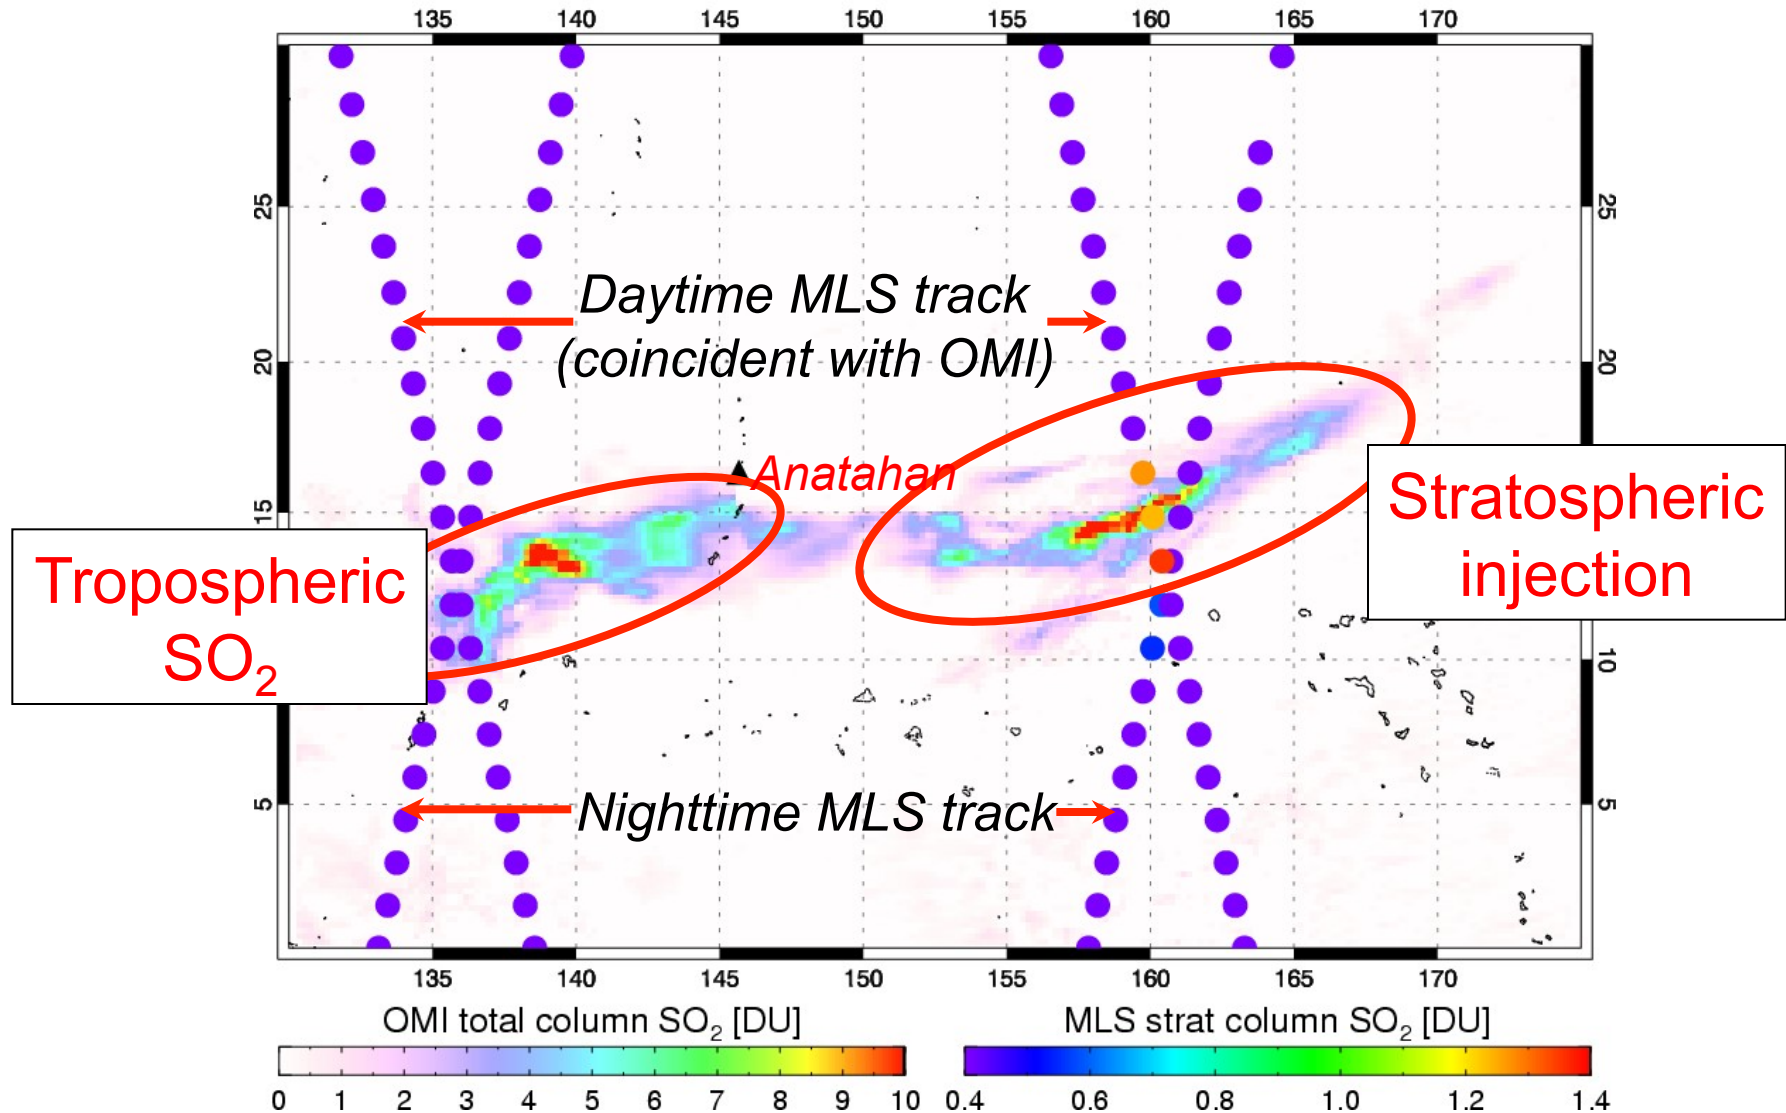 135 140 145 150 155 160 165 170
25 25
Daytime MLS track
(coincident with OMI)
20 20
Anatahan
Stratospheric
injection
15
Tropospheric
SO₂
10
Nighttime MLS track
5 5
135 140 145 150 155 160 165 170
OMI total column SO₂ [DU] MLS strat column SO₂ [DU]
0 1 2 3 4 5 6 7 8 9 10 0.4 0.6 0.8 1.0 1.2 1.4